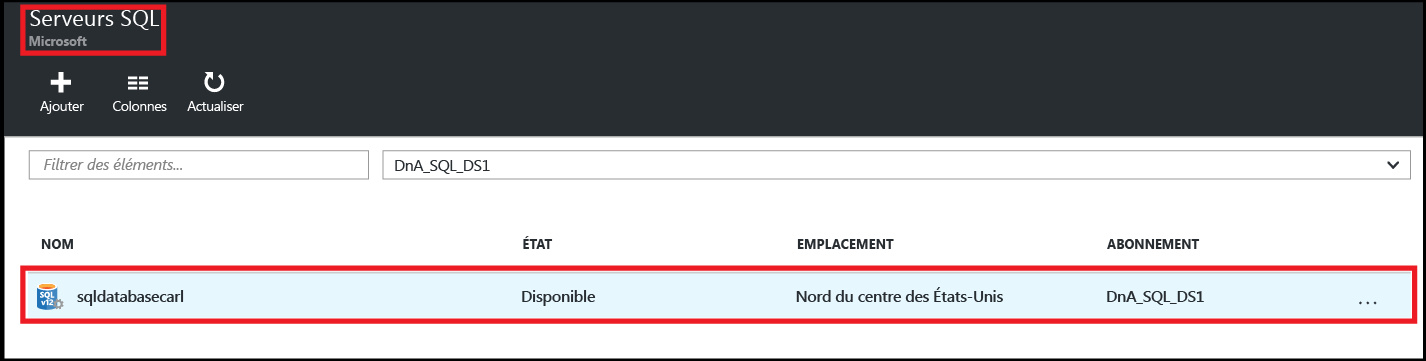 Serveurs SQL
Microsoft
Ajouter Colonnes Actualiser
Filtrer des éléments... DnA_SQL_DS1
NOM ÉTAT EMPLACEMENT ABONNEMENT
SQL v12 sqldatabasecarl Disponible Nord du centre des États-Unis DnA_SQL_DS1 ...